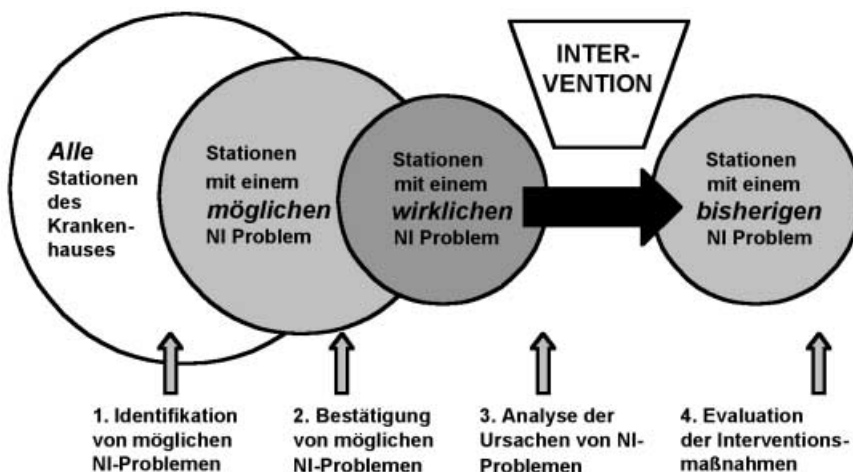 INTER-
VENTION
Alle
Stationen
des
Kranken-
hauses
Stationen
mit einem
möglichen
NI Problem
Stationen
mit einem
wirklichen
NI Problem
Stationen
mit einem
bisherigen
NI Problem
1. Identifikation
von möglichen
NI-Problemen
2. Bestätigung
von möglichen
NI-Problemen
3. Analyse der
Ursachen von NI-
Problemen
4. Evaluation
der Interventions-
maßnahmen